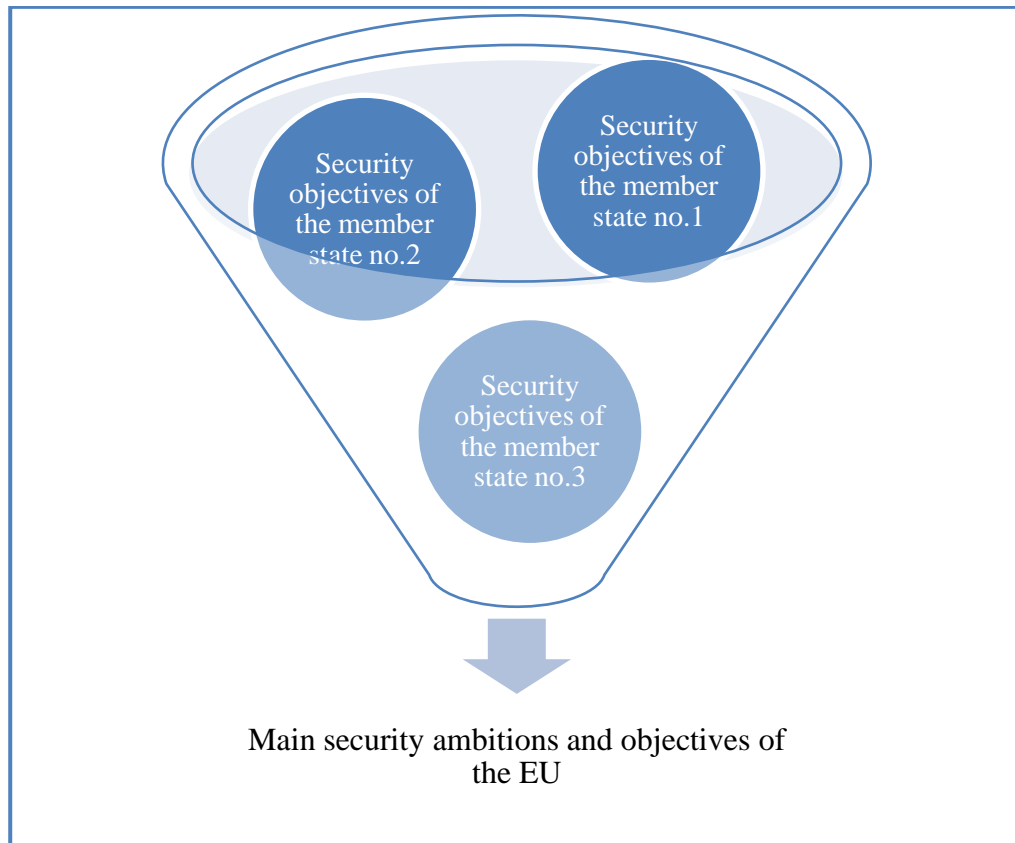 Security
objectives of
the member
state no.1
Security
objectives of
the member
state no.2
Security
objectives of
the member
state no.3
Main security ambitions and objectives of
the EU